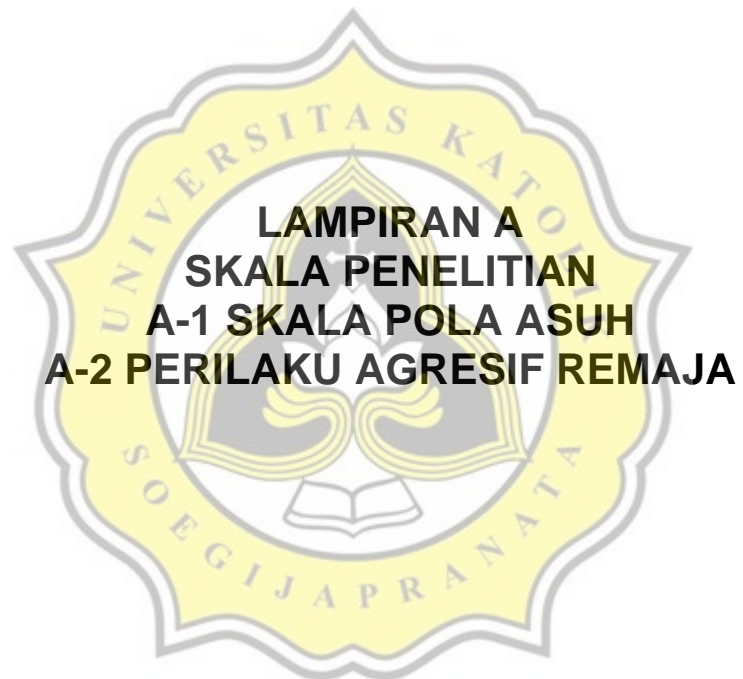 UNIVERSITAS KATOLIK
LAMPIRAN A
SKALA PENELITIAN
A-1 SKALA POLA ASUH
A-2 PERILAKU AGRESIF REMAJA
SOEGIJAPRANATA